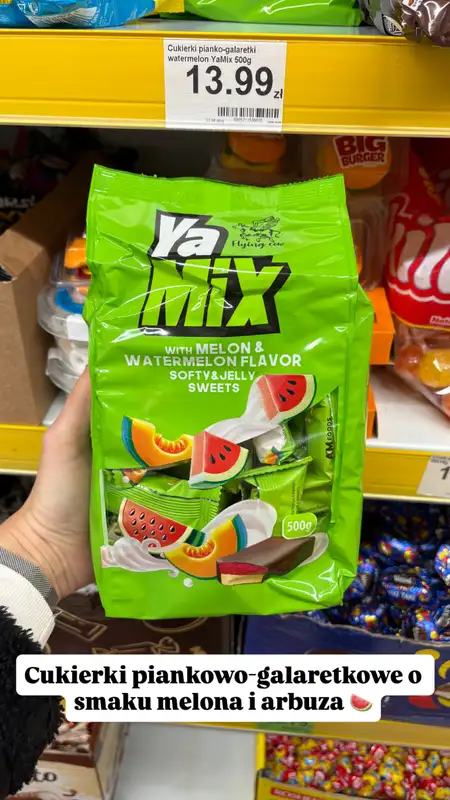 Cukierki pianko-galaretki
watermelon YaMix 500g
13.99 zł
BIG
BURGER
Ya
Flying cow
MiX
WITH MELON &
WATERMELON FLAVOR
SOFTY&JELLY
SWEETS
500g
Cukierki piankowo-galaretkowe o
smaku melona i arbuza 🍉